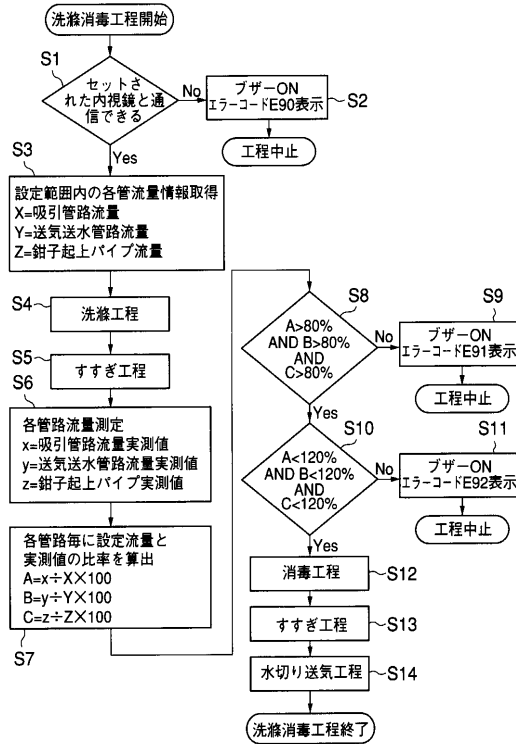 洗滌消毒工程開始
S1
セットさ
れた内視鏡と通
信できる
No
ブザーON
エラーコードE90表示
S2
工程中止
Yes
S3
設定範囲内の各管流量情報取得
X=吸引管路流量
Y=送気送水管路流量
Z=鉗子起上パイプ流量
S4
洗滌工程
S5
すすぎ工程
S6
各管路流量測定
x=吸引管路流量実測値
y=送気送水管路流量実測値
z=鉗子起上パイプ実測値
各管路毎に設定流量と
実測値の比率を算出
A=x÷X×100
B=y÷Y×100
C=z÷Z×100
S7
S8
A>80%
AND B>80%
AND
C>80%
No
S9
ブザーON
エラーコードE91表示
工程中止
Yes
S10
A<120%
AND B<120%
AND
C<120%
No
S11
ブザーON
エラーコードE92表示
工程中止
Yes
消毒工程
S12
すすぎ工程
S13
水切り送気工程
S14
洗滌消毒工程終了